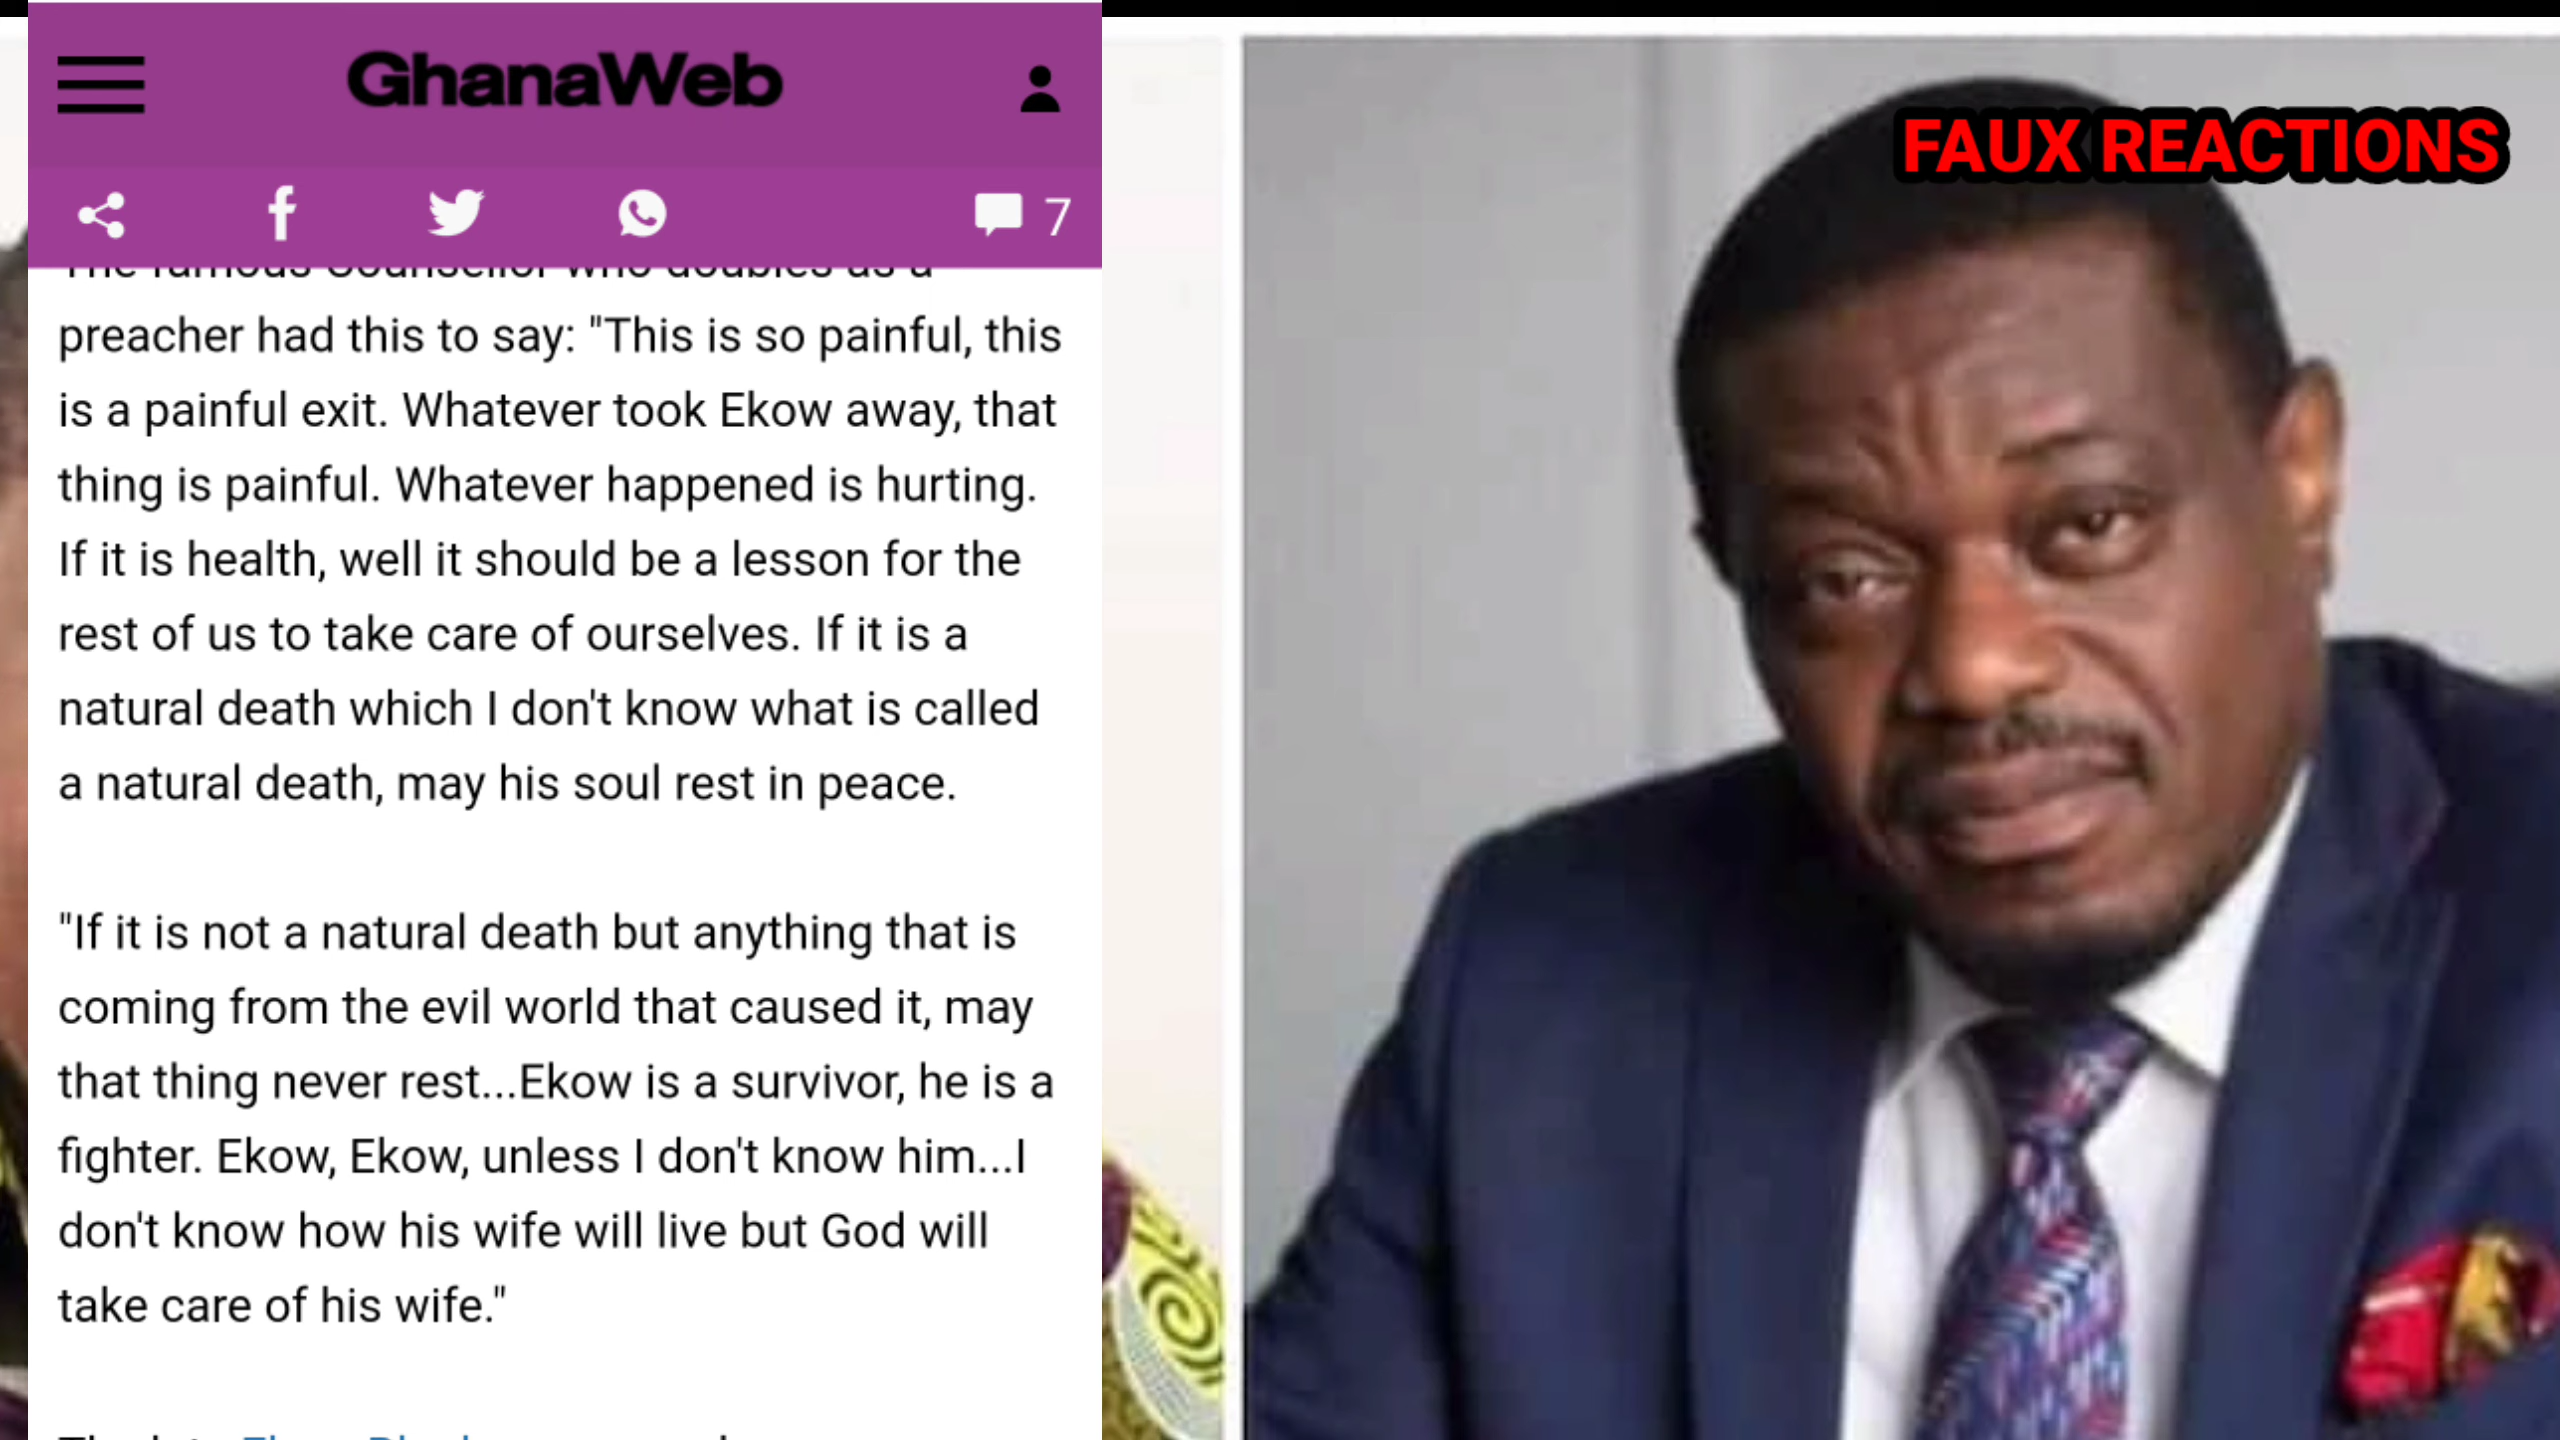 GhanaWeb
7
The famous Counsellor who doubles as a
preacher had this to say: "This is so painful, this
is a painful exit. Whatever took Ekow away, that
thing is painful. Whatever happened is hurting.
If it is health, well it should be a lesson for the
rest of us to take care of ourselves. If it is a
natural death which I don't know what is called
a natural death, may his soul rest in peace.
"If it is not a natural death but anything that is
coming from the evil world that caused it, may
that thing never rest...Ekow is a survivor, he is a
fighter. Ekow, Ekow, unless I don't know him...I
don't know how his wife will live but God will
take care of his wife."
FAUX REACTIONS